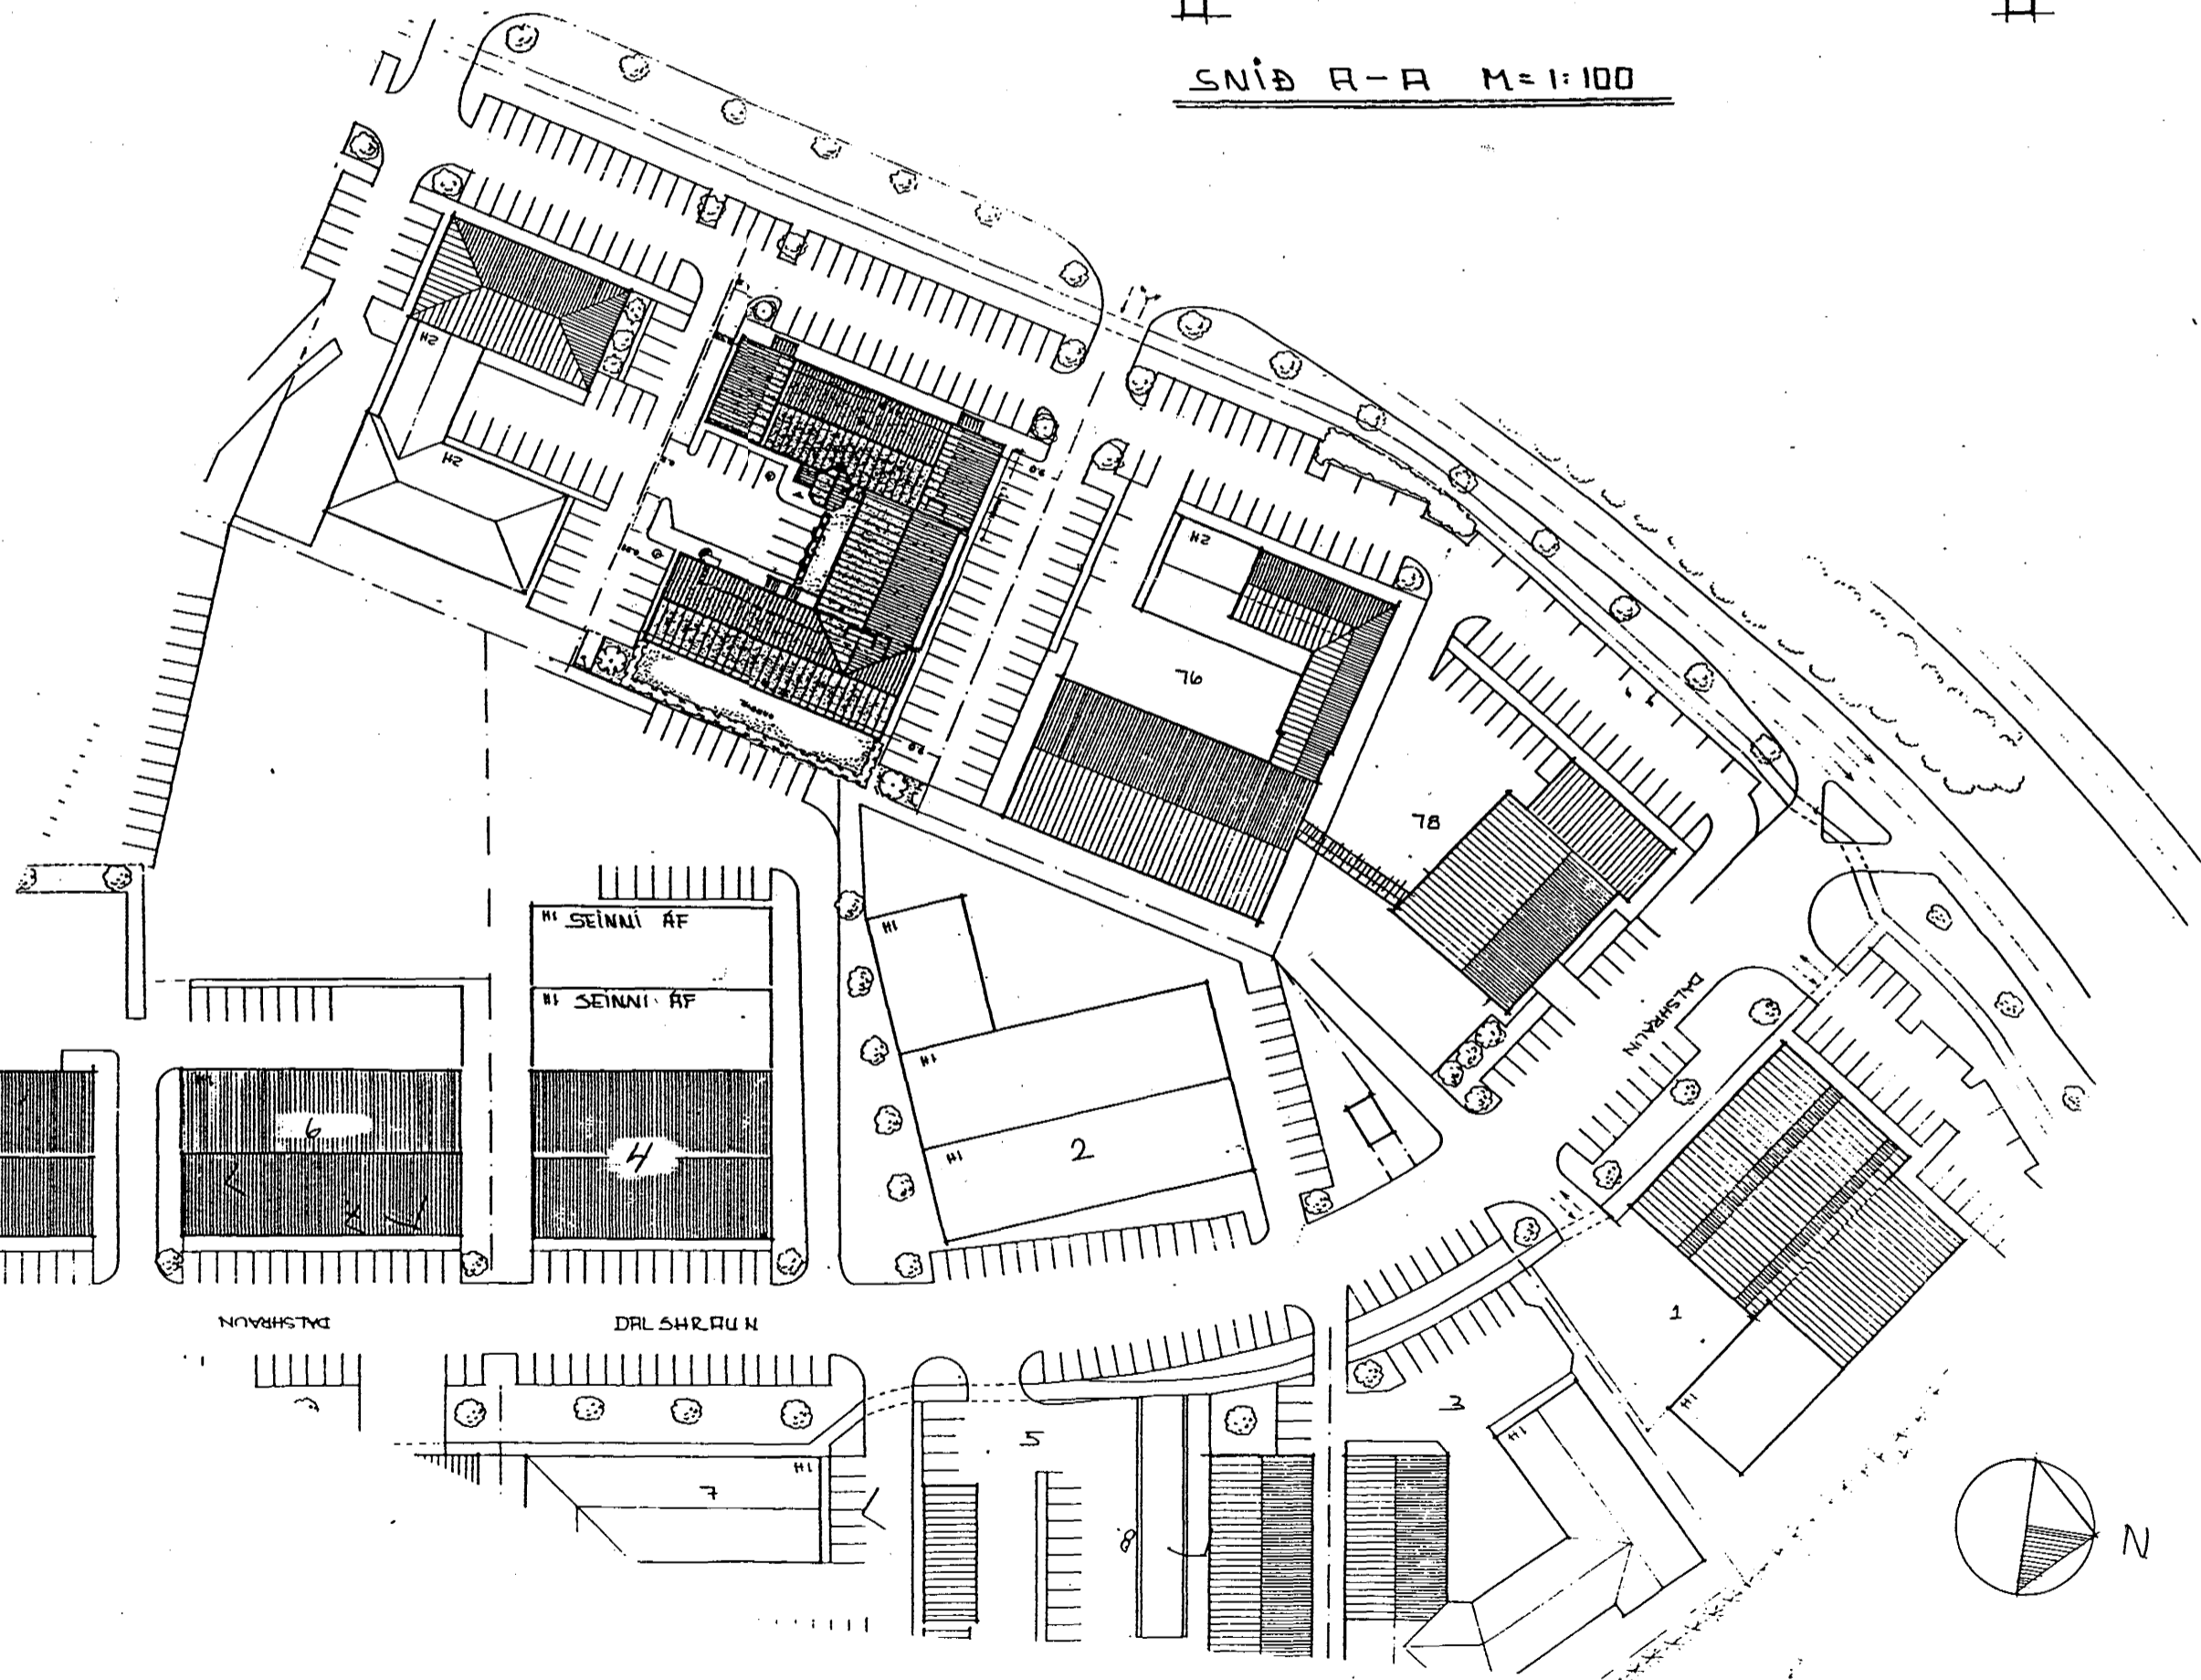 SNIÐ A-A M=1:100
H2
H2
H2
76
78
H1 SEINNI ÁF
H1 SEINNI ÁF
H1
H1
H1
2
DALSHRAUN
H1
6
4
DALSHRAUN
DALSHRAUN
1
H1
3
H1
5
7
H1
8
N